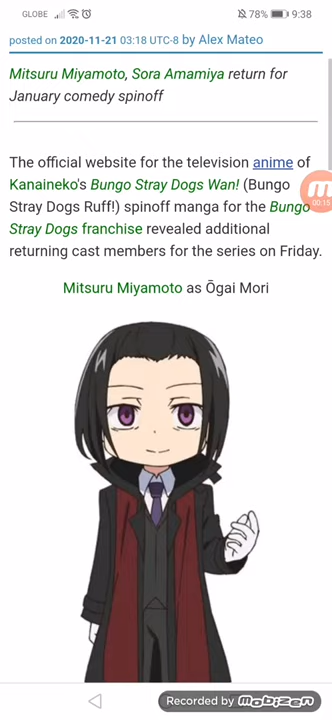 GLOBE 78% 9:38
posted on 2020-11-21 03:18 UTC-8 by Alex Mateo
Mitsuru Miyamoto, Sora Amamiya return for
January comedy spinoff
The official website for the television anime of
Kanaineko's Bungo Stray Dogs Wan! (Bungo
Stray Dogs Ruff!) spinoff manga for the Bungo
Stray Dogs franchise revealed additional
returning cast members for the series on Friday.
00:15
Mitsuru Miyamoto as Ōgai Mori
Recorded by mobizen